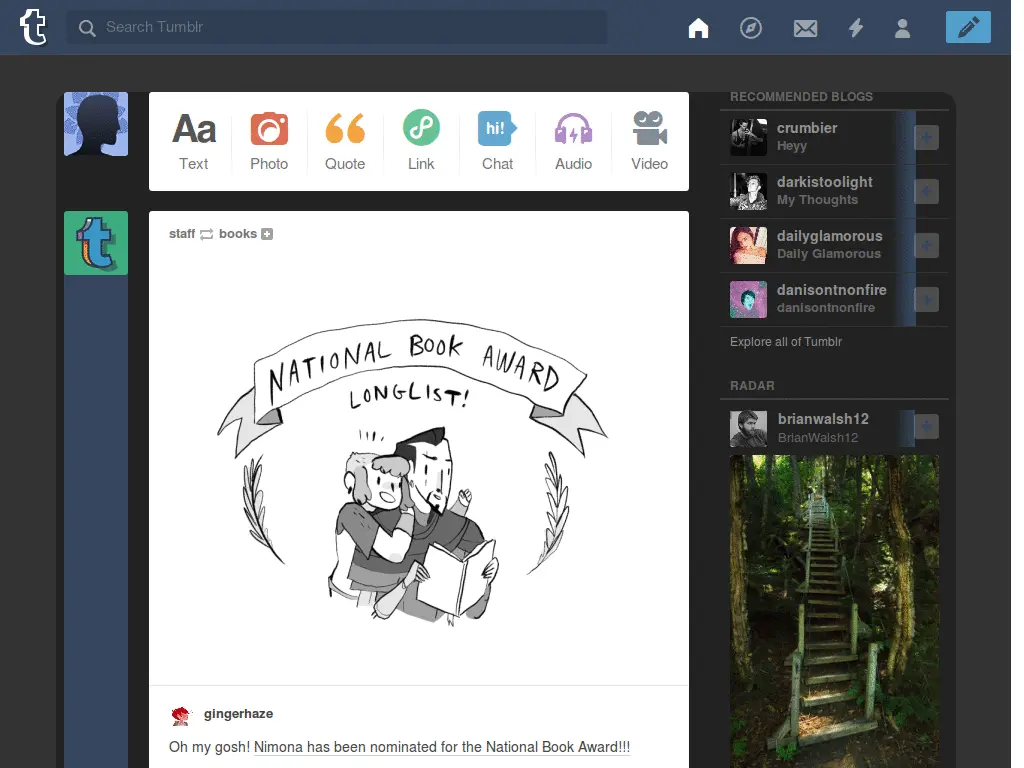 t
Search Tumblr
Aa
hi!
Text
Photo
Quote
Link
Chat
Audio
Video
t
staff books
NATIONAL BOOK AWARD
LONGLIST!
gingerhaze
Oh my gosh! Nimona has been nominated for the National Book Award!!!
RECOMMENDED BLOGS
crumbier
Heyy
darkistoolight
My Thoughts
dailyglamorous
Daily Glamorous
danisontnonfire
danisontnonfire
Explore all of Tumblr
RADAR
brianwalsh12
BrianWalsh12